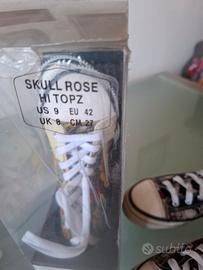 SKULL ROSE
HI TOPZ
US 9 EU 42
UK 8 CM 27
subito